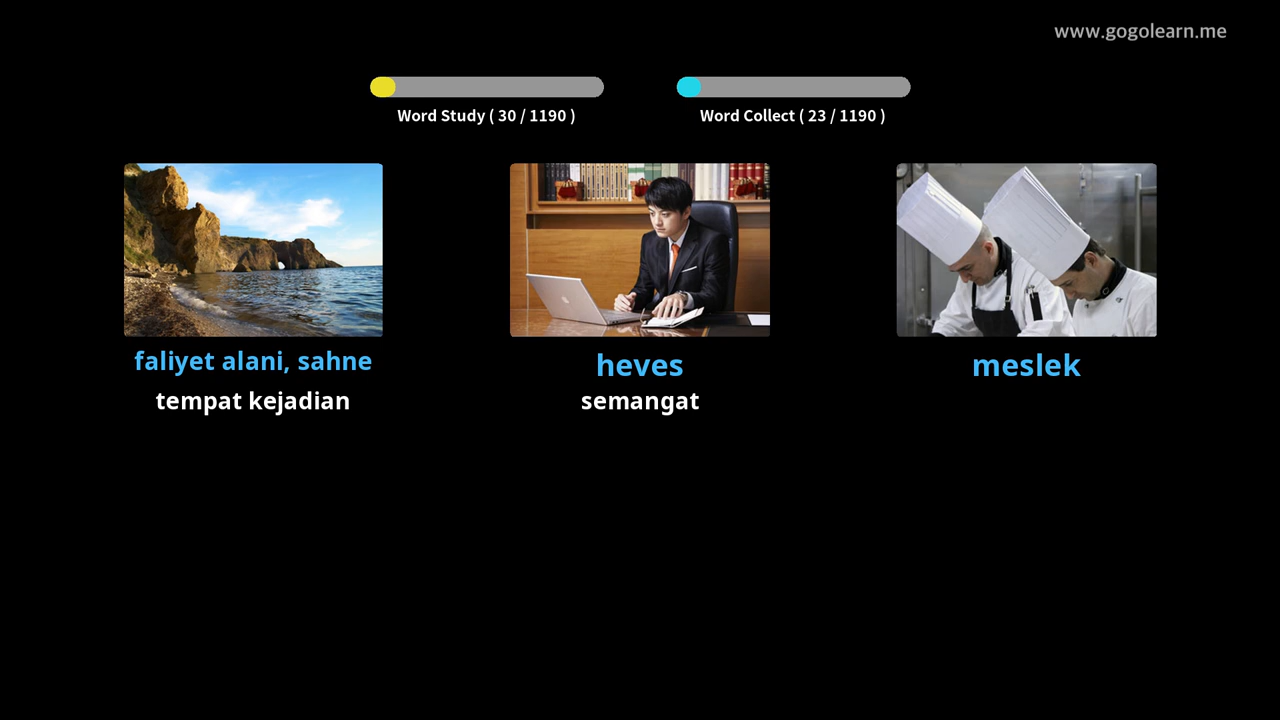 www.gogolearn.me
Word Study ( 30 / 1190 )
Word Collect ( 23 / 1190 )
faliyet alani, sahne
tempat kejadian
heves
semangat
meslek